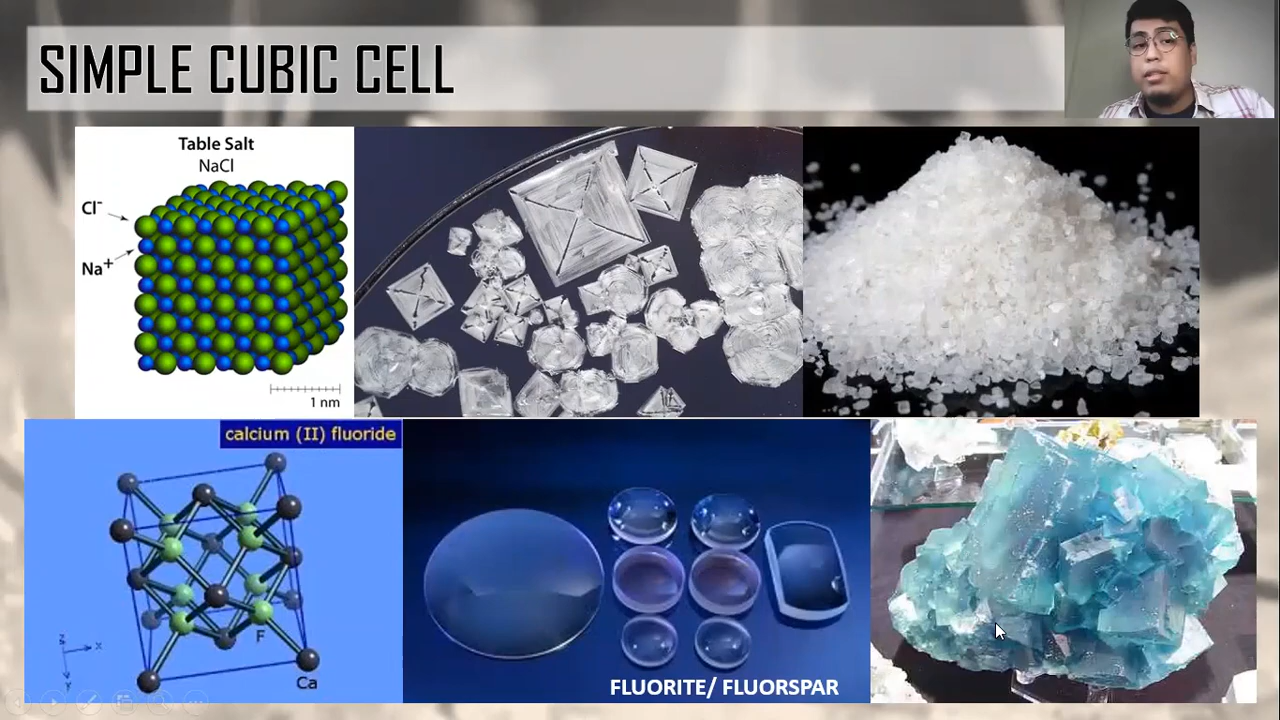 SIMPLE CUBIC CELL
Table Salt
NaCl
Cl⁻
Na⁺
1 nm
calcium (II) fluoride
F
Ca
z
x
y
FLUORITE/ FLUORSPAR